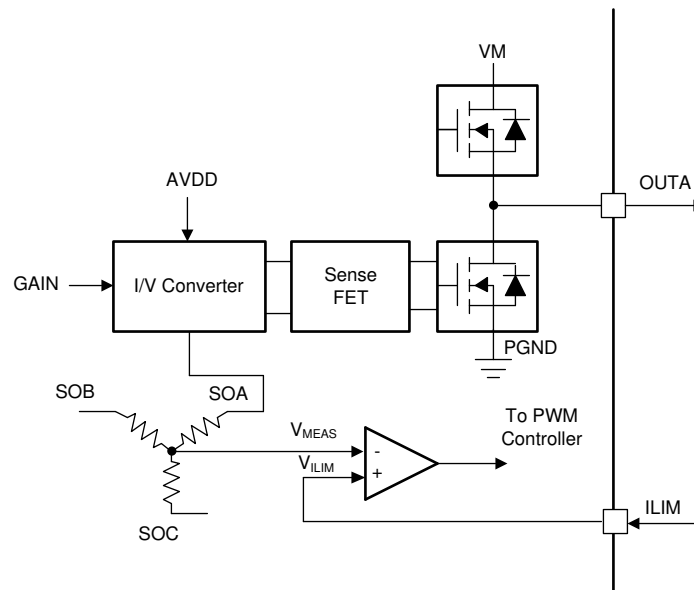 VM
AVDD
OUTA
GAIN
I/V Converter
Sense
FET
PGND
SOB
SOA
To PWM
Controller
VMEAS
-
VILIM
+
ILIM
SOC